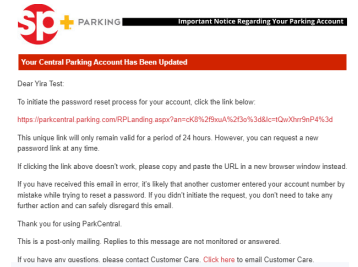 sp+ PARKING Important Notice Regarding Your Parking Account
Your Central Parking Account Has Been Updated
Dear Yira Test:
To initiate the password reset process for your account, click the link below:
https://parkcentral.parking.com/RPLanding.aspx?an=cK8%2f9xuA%2f3o%3d&lc=tQwXhrr9nP4%3d
This unique link will only remain valid for a period of 24 hours. However, you can request a new
password link at any time.
If clicking the link above doesn't work, please copy and paste the URL in a new browser window instead.
If you have received this email in error, it's likely that another customer entered your account number by
mistake while trying to reset a password. If you didn't initiate the request, you don't need to take any
further action and can safely disregard this email.
Thank you for using ParkCentral.
This is a post-only mailing. Replies to this message are not monitored or answered.
If you have any questions, please contact Customer Care. Click here to email Customer Care.